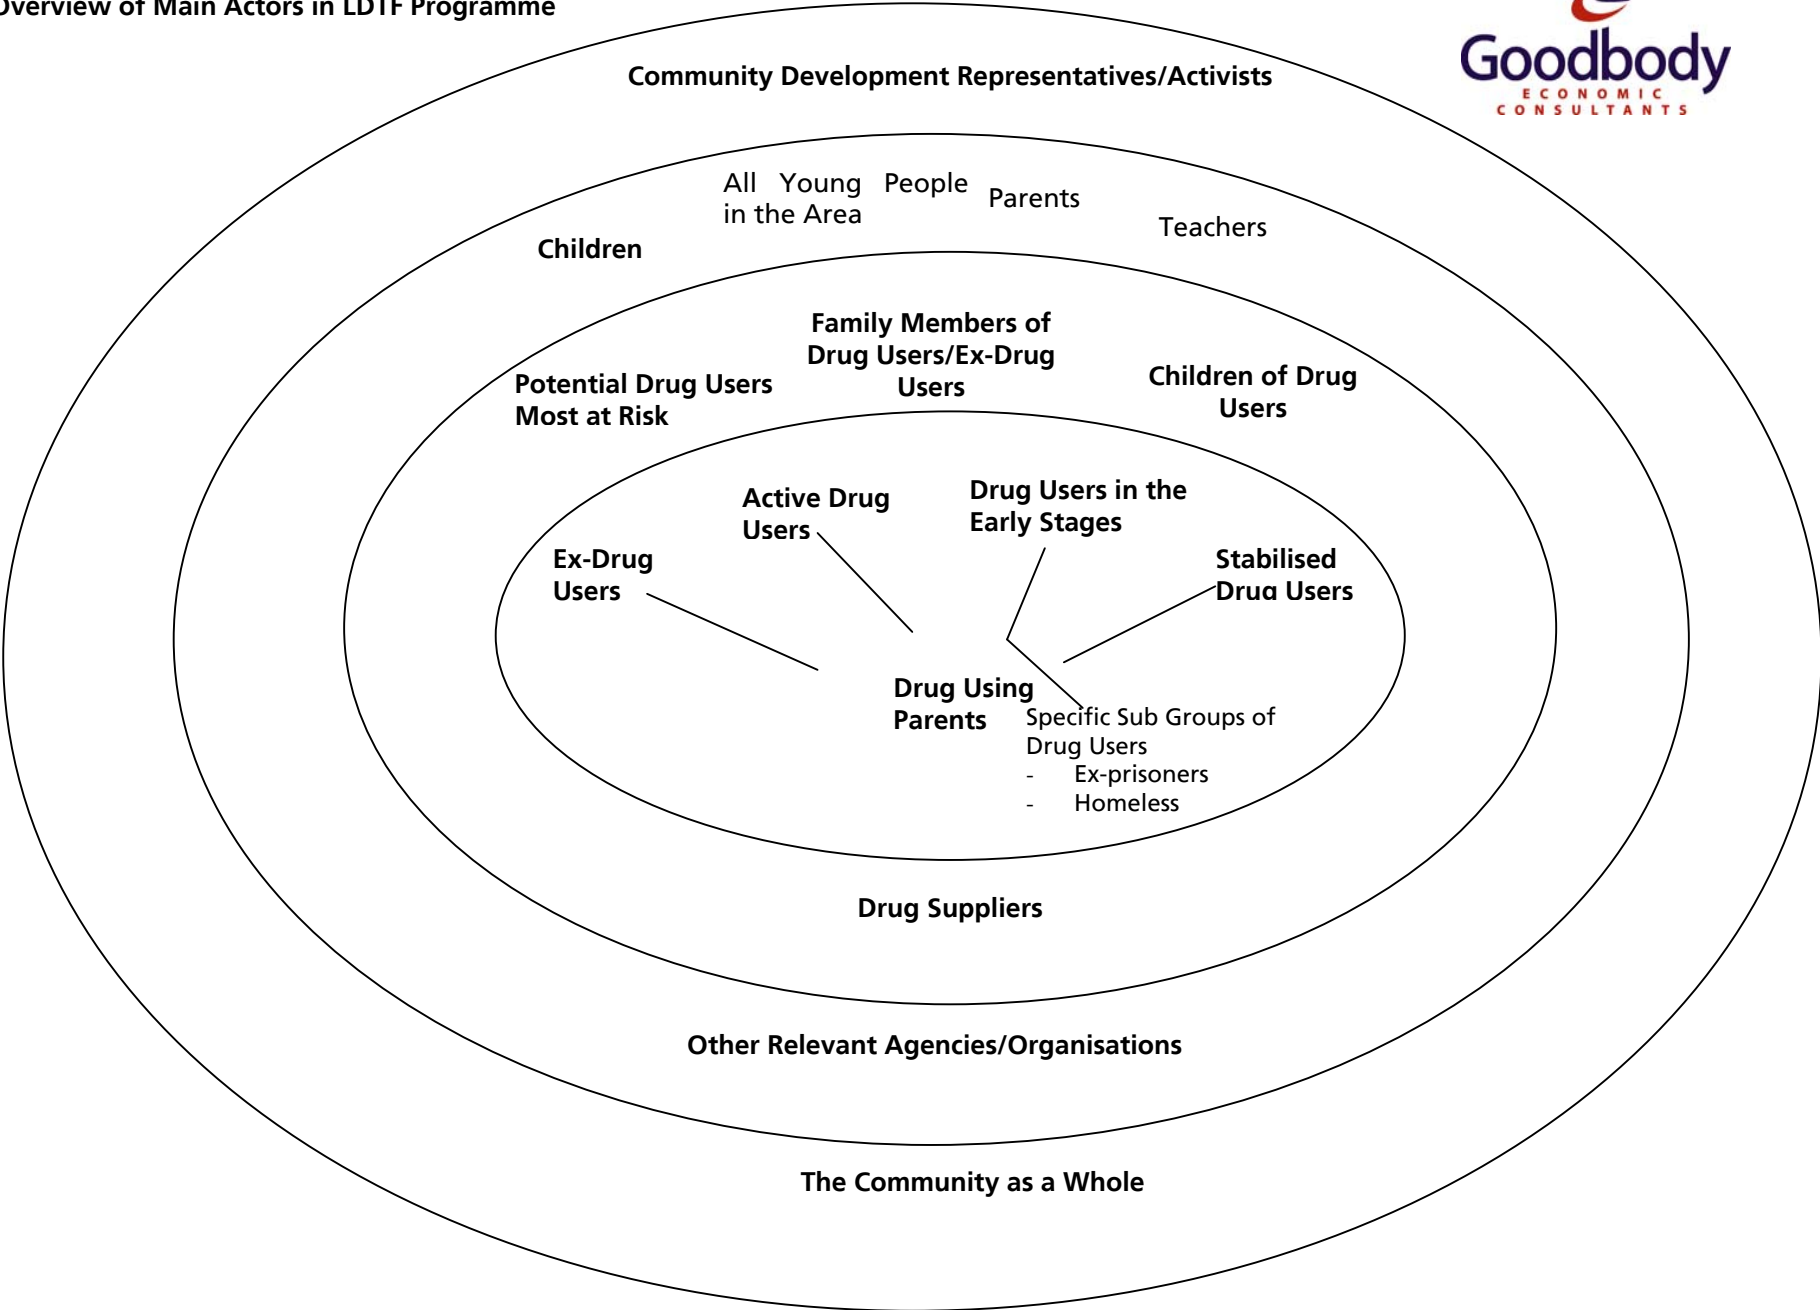 Overview of Main Actors in LDTF Programme
Goodbody
ECONOMIC
CONSULTANTS
Community Development Representatives/Activists
All Young People
in the Area
Parents
Teachers
Children
Family Members of
Drug Users/Ex-Drug
Users
Potential Drug Users
Most at Risk
Children of Drug
Users
Active Drug
Users
Drug Users in the
Early Stages
Ex-Drug
Users
Stabilised
Drug Users
Drug Using
Parents
Specific Sub Groups of
Drug Users
- Ex-prisoners
- Homeless
Drug Suppliers
Other Relevant Agencies/Organisations
The Community as a Whole